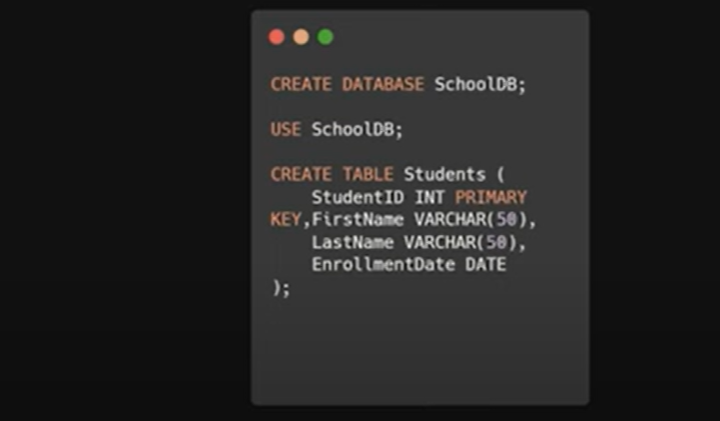 CREATE DATABASE SchoolDB;
USE SchoolDB;
CREATE TABLE Students (
StudentID INT PRIMARY
KEY,FirstName VARCHAR(50),
LastName VARCHAR(50),
EnrollmentDate DATE
);